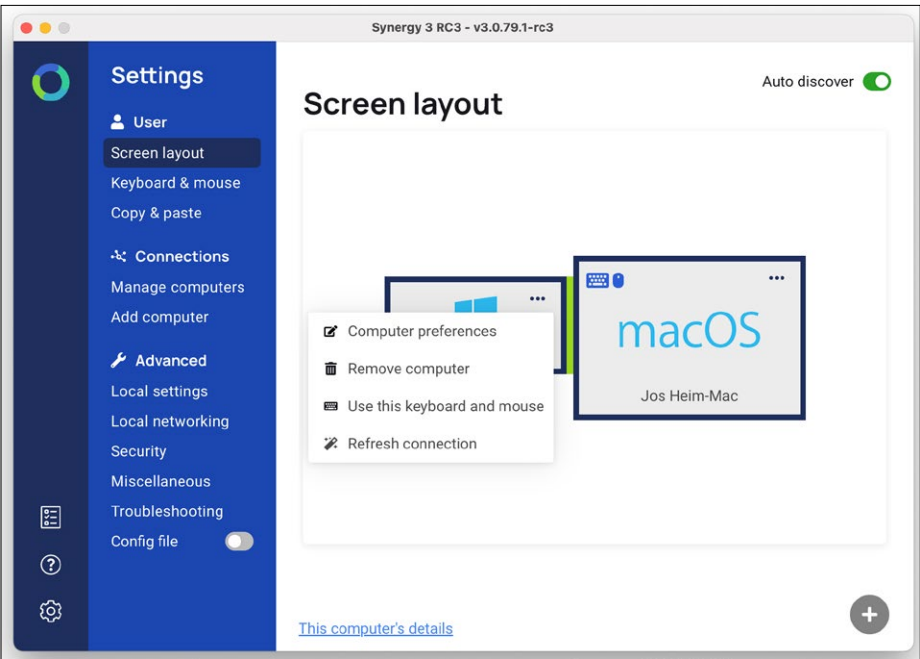 Synergy 3 RC3 - v3.0.79.1-rc3
Settings
User
Screen layout
Keyboard & mouse
Copy & paste
Connections
Manage computers
Add computer
Advanced
Local settings
Local networking
Security
Miscellaneous
Troubleshooting
Config file
Auto discover
Screen layout
Computer preferences
Remove computer
Use this keyboard and mouse
Refresh connection
macOS
Jos Heim-Mac
This computer's details